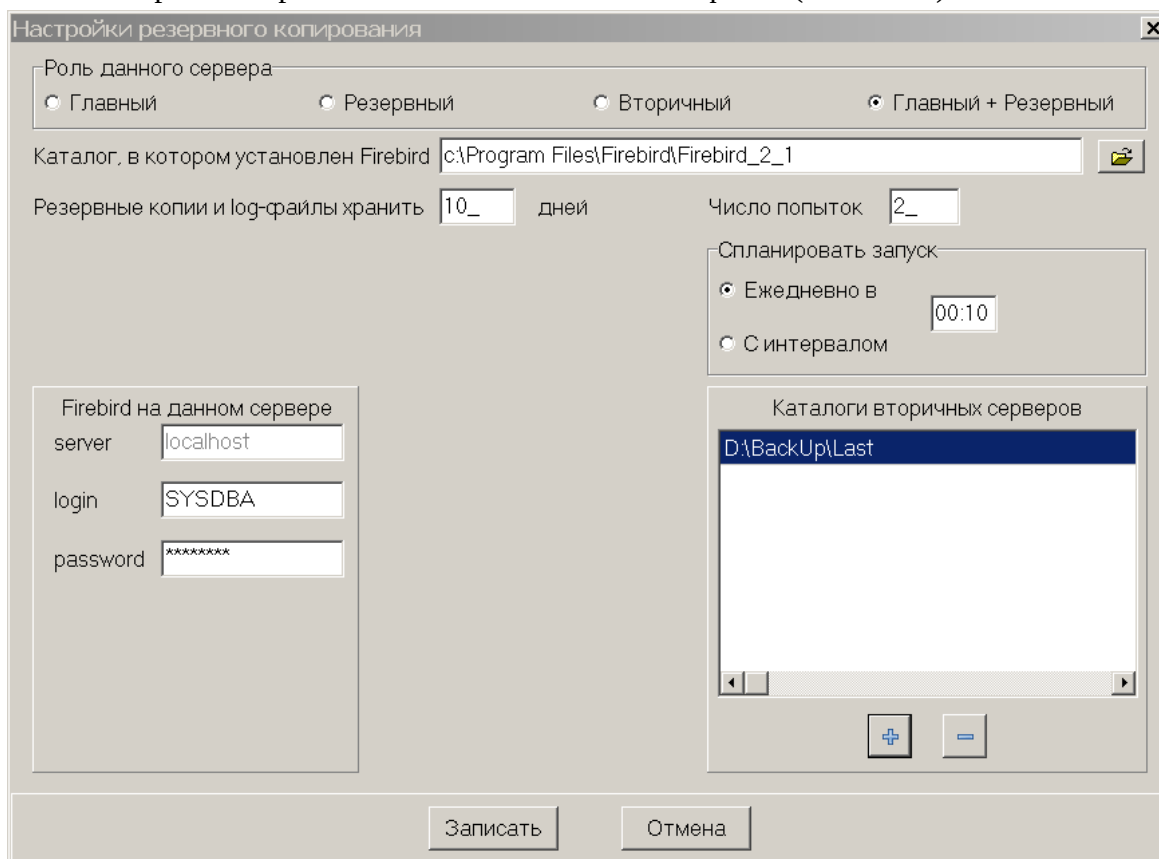 Настройки резервного копирования
Роль данного сервера
Главный Резервный Вторичный Главный + Резервный
Каталог, в котором установлен Firebird c:\Program Files\Firebird\Firebird_2_1
Резервные копии и log-файлы хранить 10_ дней Число попыток 2_
Спланировать запуск
Ежедневно в
00:10
С интервалом
Firebird на данном сервере
server localhost
login SYSDBA
password ********
Каталоги вторичных серверов
D:\BackUp\Last
Записать Отмена